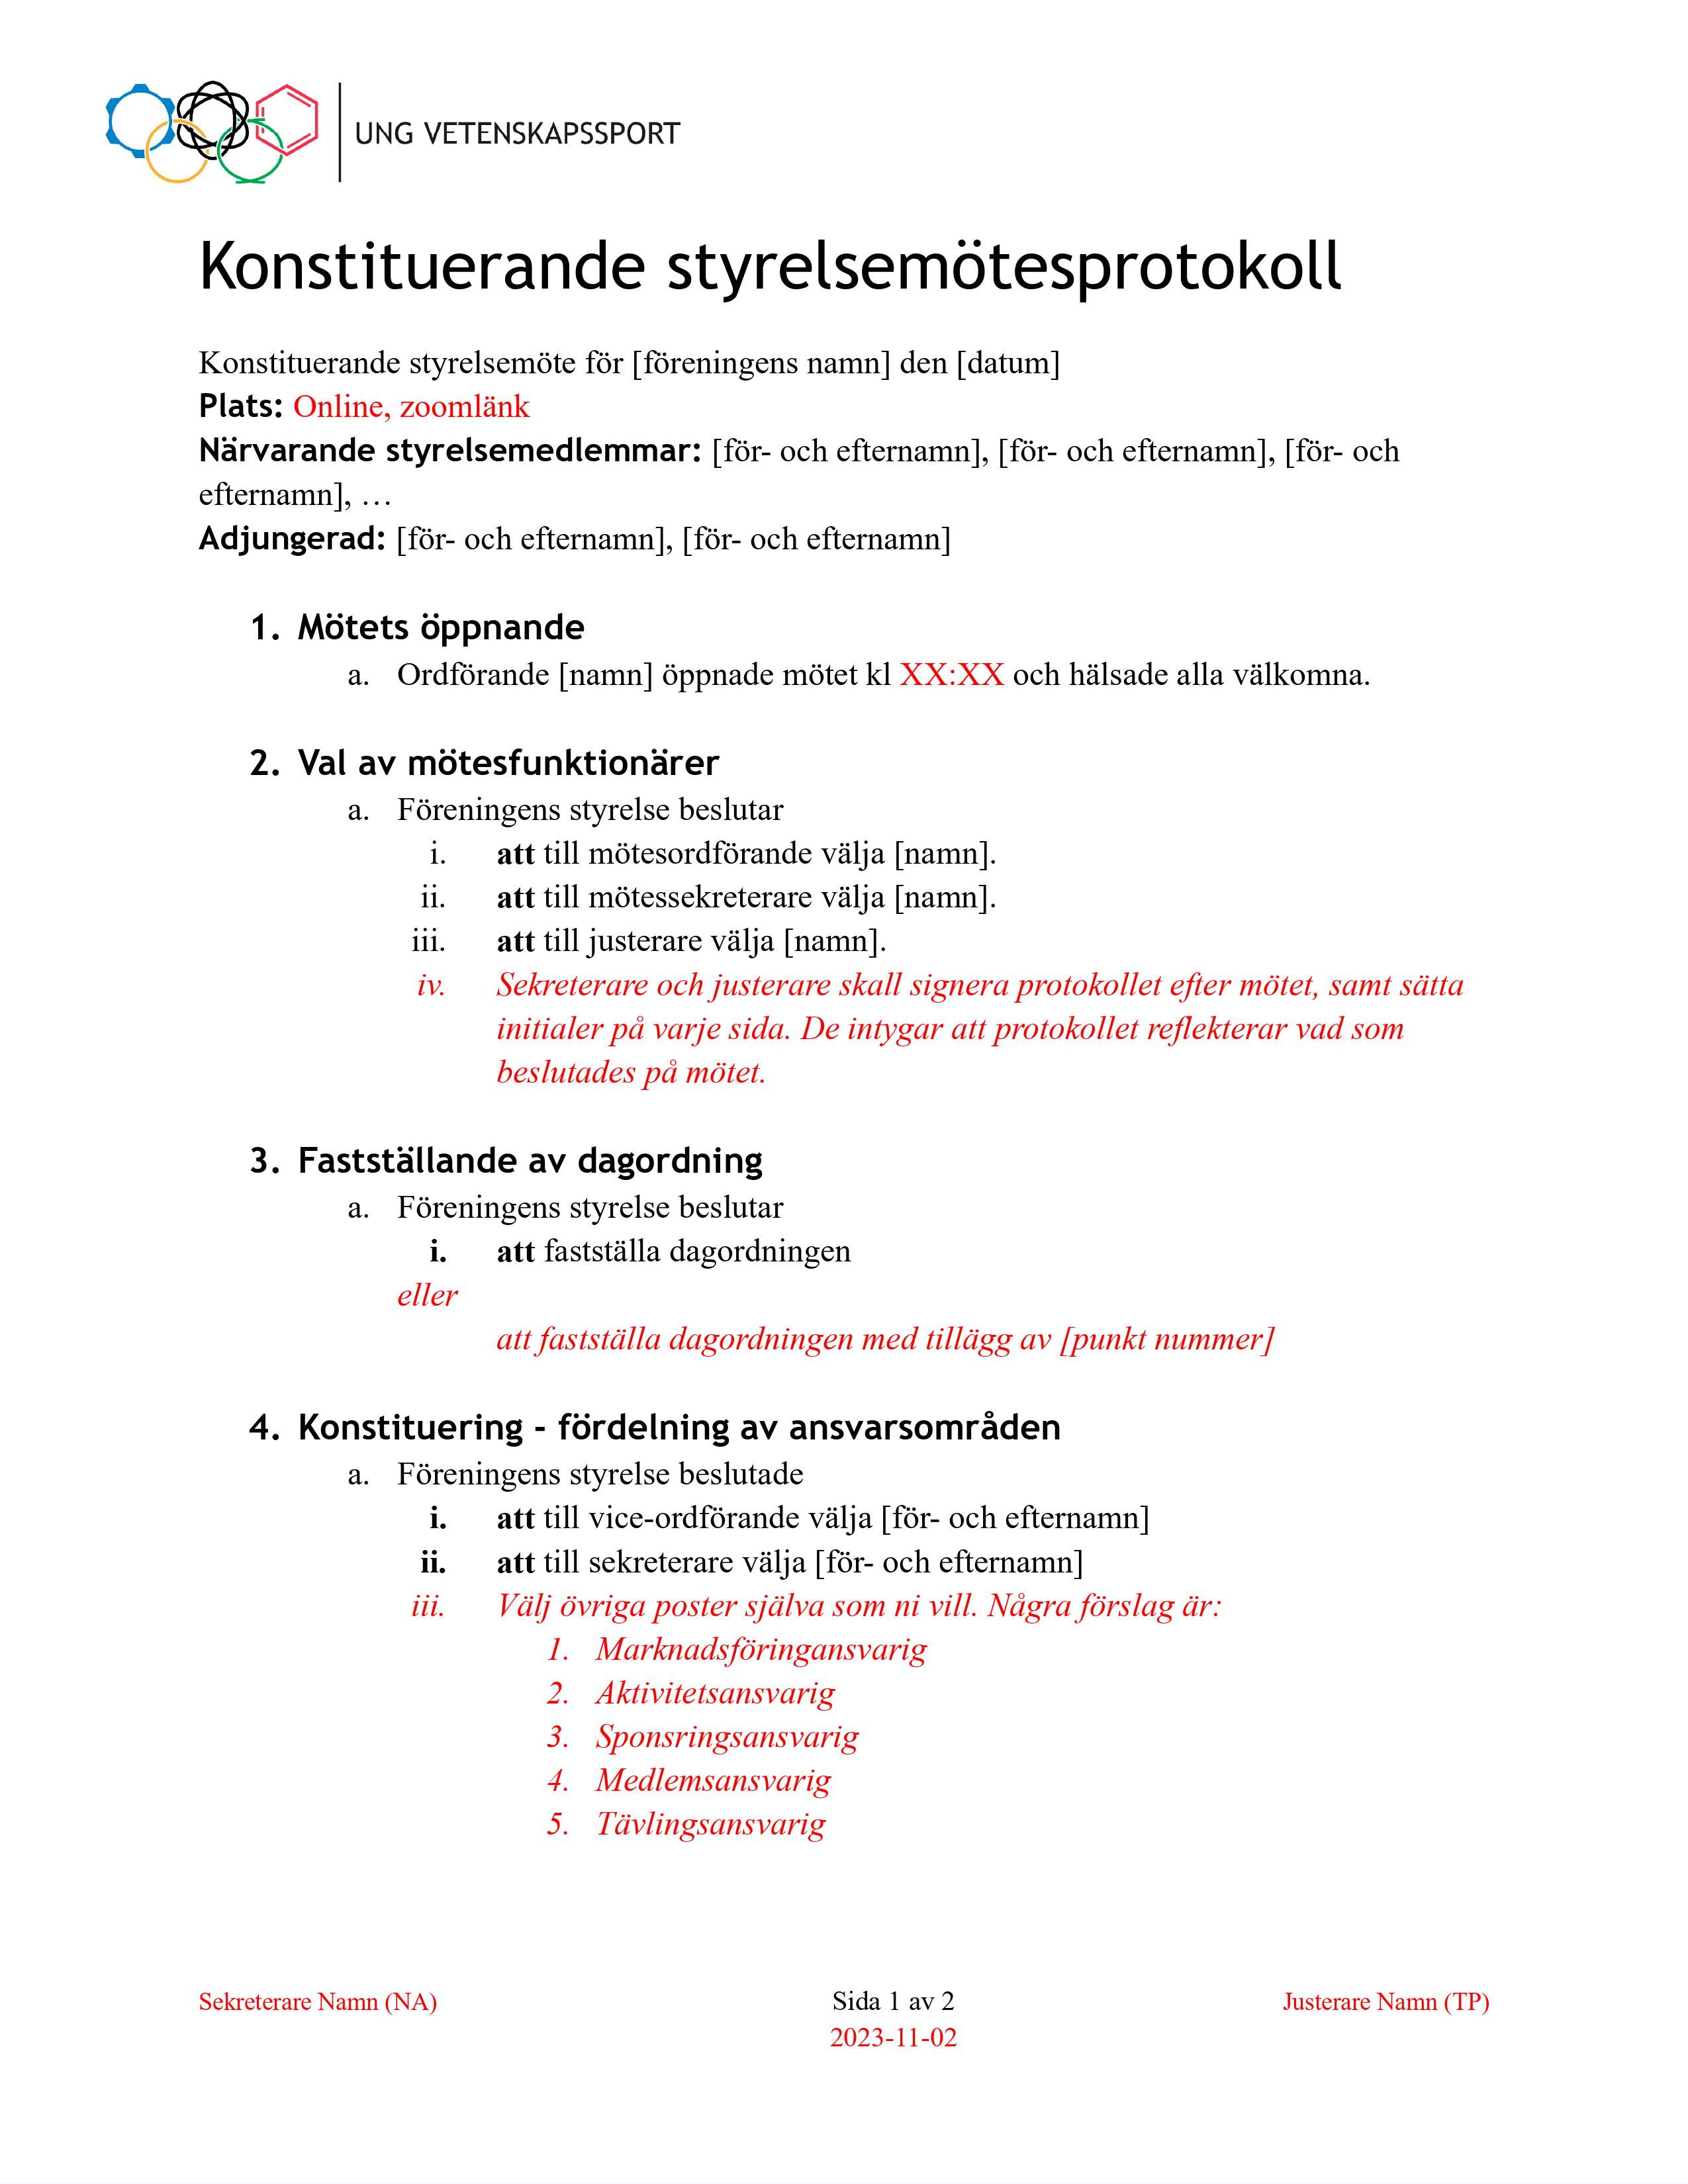 UNG VETENSKAPSSPORT
Konstituerande styrelsemötesprotokoll
Konstituerande styrelsemöte för [föreningens namn] den [datum]
Plats: Online, zoomlänk
Närvarande styrelsemedlemmar: [för- och efternamn], [för- och efternamn], [för- och
efternamn], …
Adjungerad: [för- och efternamn], [för- och efternamn]
1. Mötets öppnande
a. Ordförande [namn] öppnade mötet kl XX:XX och hälsade alla välkomna.
2. Val av mötesfunktionärer
a. Föreningens styrelse beslutar
i. att till mötesordförande välja [namn].
ii. att till mötessekreterare välja [namn].
iii. att till justerare välja [namn].
iv. Sekreterare och justerare skall signera protokollet efter mötet, samt sätta
initialer på varje sida. De intygar att protokollet reflekterar vad som
beslutades på mötet.
3. Fastställande av dagordning
a. Föreningens styrelse beslutar
i. att fastställa dagordningen
eller
att fastställa dagordningen med tillägg av [punkt nummer]
4. Konstituering - fördelning av ansvarsområden
a. Föreningens styrelse beslutade
i. att till vice-ordförande välja [för- och efternamn]
ii. att till sekreterare välja [för- och efternamn]
iii. Välj övriga poster själva som ni vill. Några förslag är:
1. Marknadsföringansvarig
2. Aktivitetsansvarig
3. Sponsringsansvarig
4. Medlemsansvarig
5. Tävlingsansvarig
Sekreterare Namn (NA) Sida 1 av 2 Justerare Namn (TP)
2023-11-02